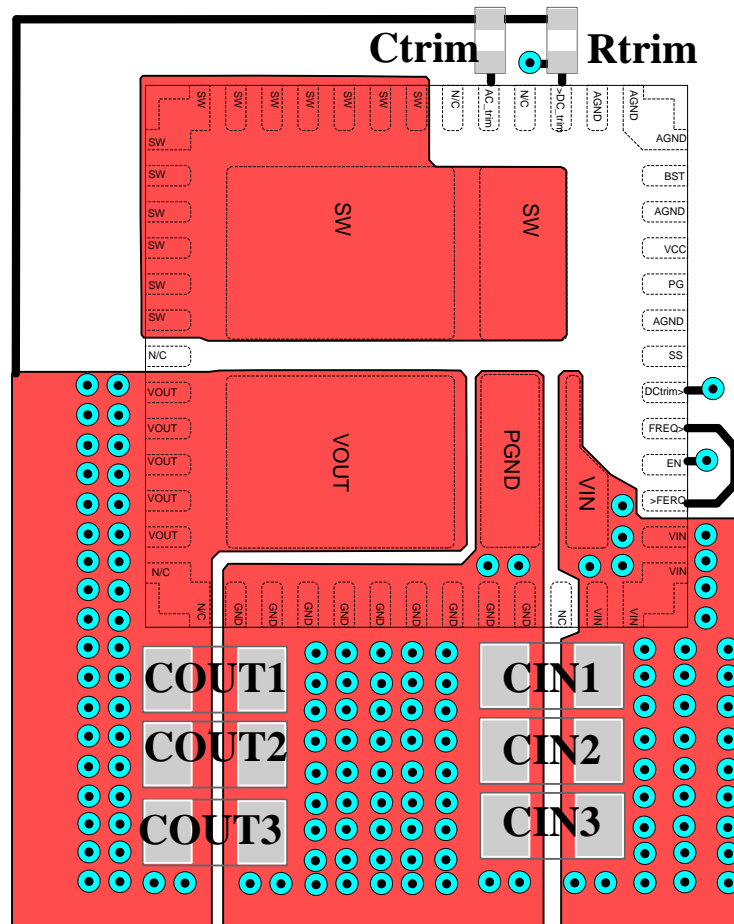 Ctrim Rtrim
SW SW SW SW SW SW SW N/C AC_trim N/C >DC_trim AGND AGND
SW AGND
SW BST
SW AGND
SW VCC
SW PG
SW AGND
SW SW
N/C SS
VOUT DCtrim>
VOUT FREQ>
VOUT EN
VOUT >FERQ
VOUT VIN
N/C VIN
VOUT PGND VIN
N/C GND GND GND GND GND GND GND GND GND NC VIN VIN
COUT1 CIN1
COUT2 CIN2
COUT3 CIN3